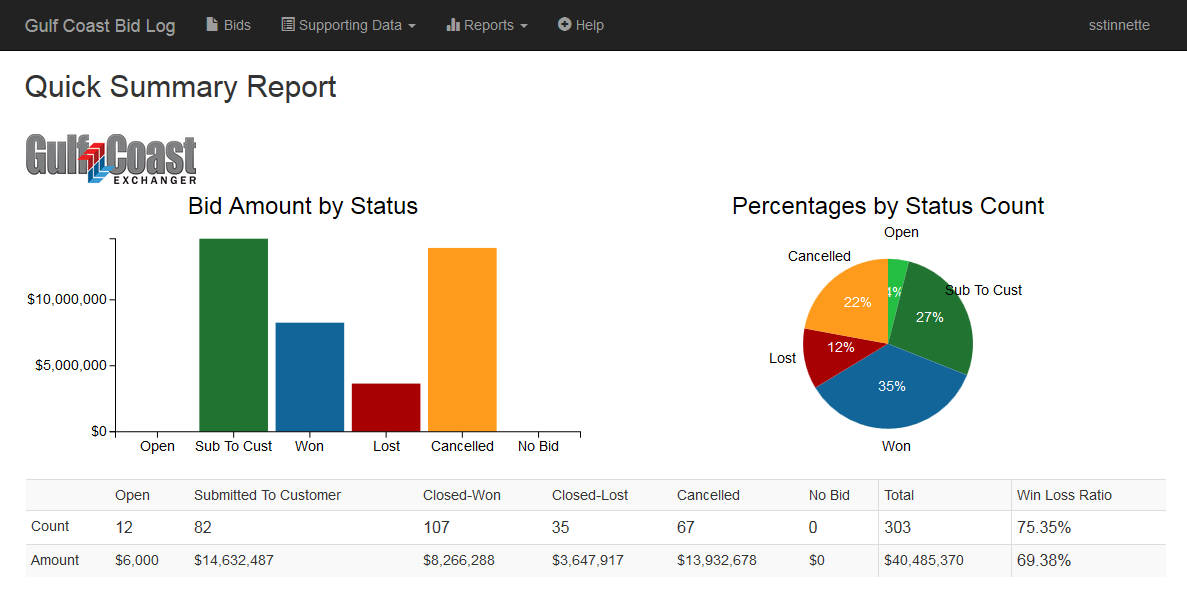 Gulf Coast Bid Log Bids Supporting Data Reports Help sstinnette
Quick Summary Report
Gulf Coast
EXCHANGER
Bid Amount by Status
$10,000,000
$5,000,000
$0
Open Sub To Cust Won Lost Cancelled No Bid
Percentages by Status Count
Open
Cancelled
Sub To Cust
4%
22%
27%
12%
Lost
35%
Won
Open Submitted To Customer Closed-Won Closed-Lost Cancelled No Bid Total Win Loss Ratio
Count 12 82 107 35 67 0 303 75.35%
Amount $6,000 $14,632,487 $8,266,288 $3,647,917 $13,932,678 $0 $40,485,370 69.38%